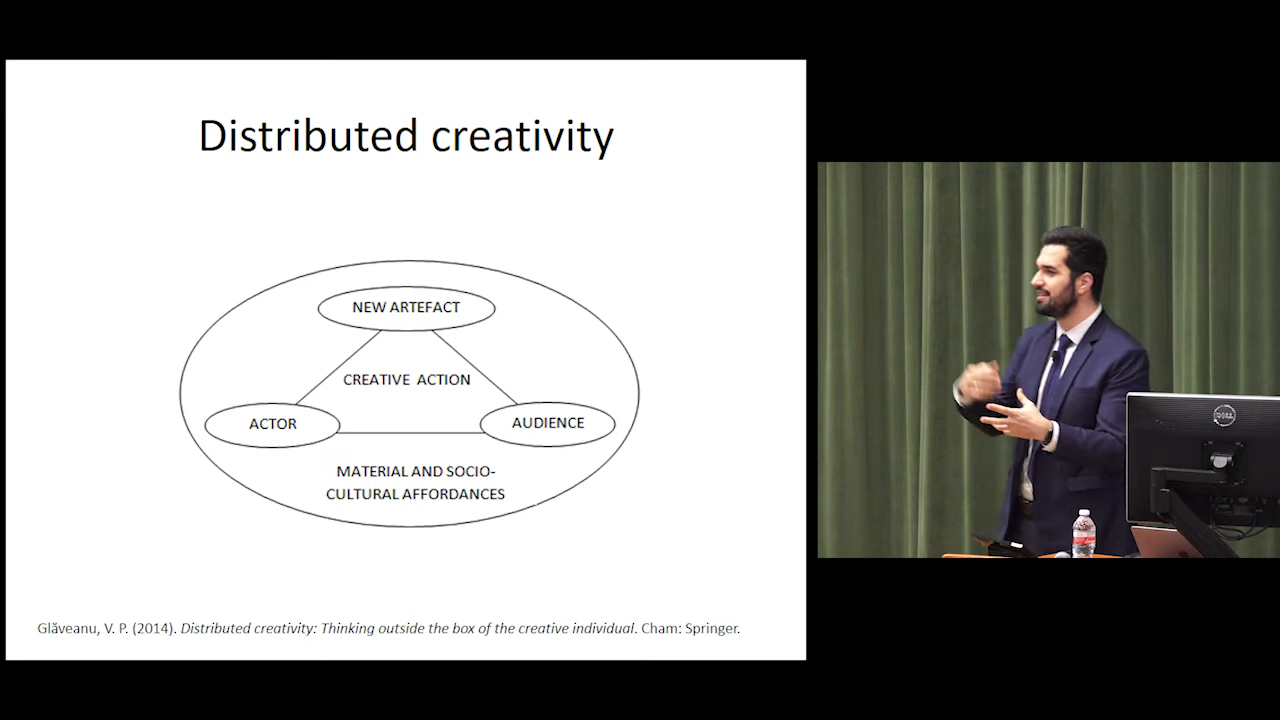 Distributed creativity
NEW ARTEFACT
CREATIVE ACTION
ACTOR
AUDIENCE
MATERIAL AND SOCIO-
CULTURAL AFFORDANCES
Glăveanu, V. P. (2014). Distributed creativity: Thinking outside the box of the creative individual. Cham: Springer.
DELL